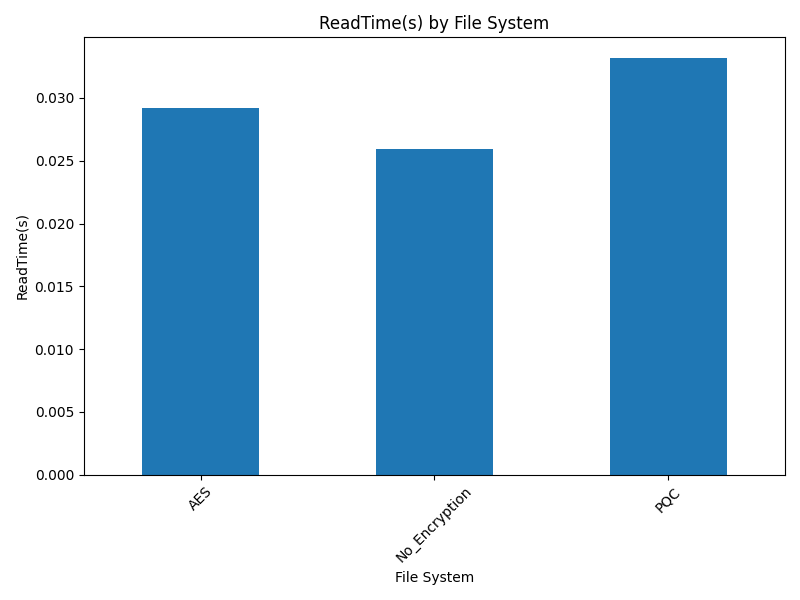 ReadTime(s) by File System
ReadTime(s)
0.030
0.025
0.020
0.015
0.010
0.005
0.000
AES
No_Encryption
PQC
File System